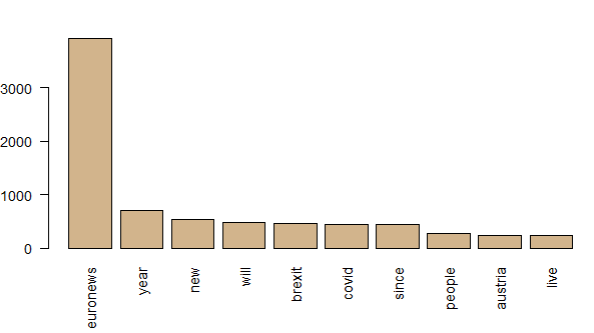 3000
2000
1000
0
euronews
year
new
will
brexit
covid
since
people
austria
live